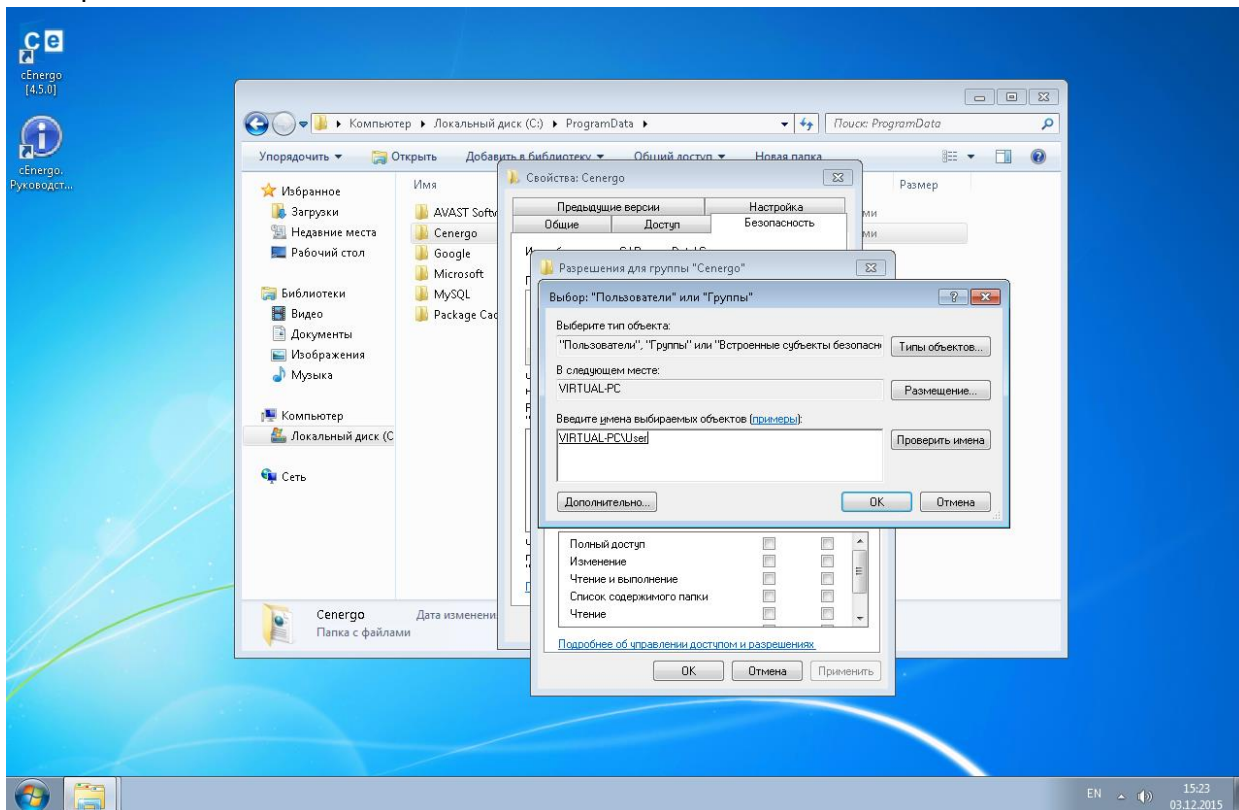 cEnergo
[4.5.0]
cEnergo.
Руководст...
Компьютер ▸ Локальный диск (C:) ▸ ProgramData ▸
Поиск: ProgramData
Упорядочить
Открыть
Добавить в библиотеку
Общий доступ
Новая папка
Избранное
Загрузки
Недавние места
Рабочий стол
Библиотеки
Видео
Документы
Изображения
Музыка
Компьютер
Локальный диск (C
Сеть
Имя
Размер
AVAST Softw
Cenergo
Google
Microsoft
MySQL
Package Cac
Cenergo
Дата изменени
Папка с файлами
Свойства: Cenergo
Предыдущие версии
Настройка
Общие
Доступ
Безопасность
Разрешения для группы "Cenergo"
Выбор: "Пользователи" или "Группы"
Выберите тип объекта:
"Пользователи", "Группы" или "Встроенные субъекты безопасн
Типы объектов...
В следующем месте:
VIRTUAL-PC
Размещение...
Введите имена выбираемых объектов (примеры):
VIRTUAL-PC\User
Проверить имена
Дополнительно...
OK
Отмена
Полный доступ
Изменение
Чтение и выполнение
Список содержимого папки
Чтение
Подробнее об управлении доступом и разрешениях
OK
Отмена
Применить
EN
15:23
03.12.2015